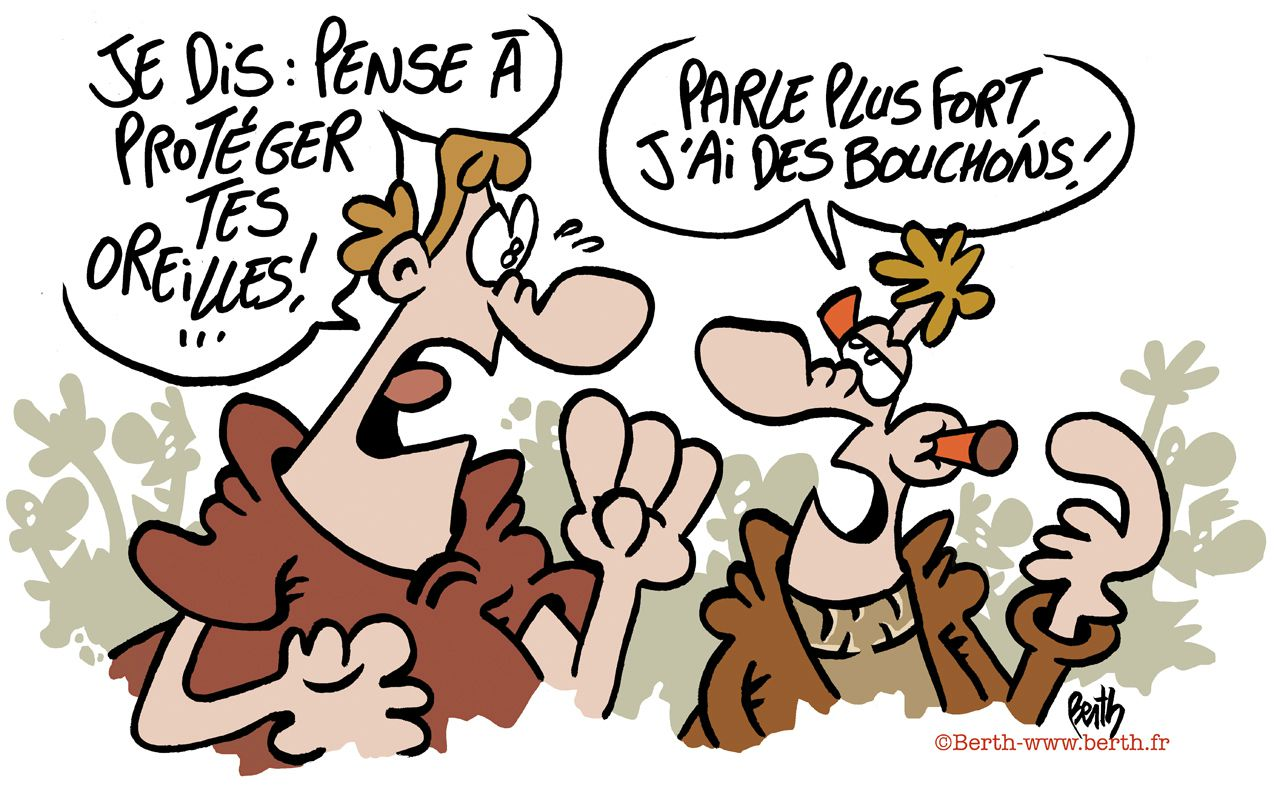 JE DiS : PENSE À
PROTÉGER
TES
OREiLLES !
...
PARLE PLUS FORT,
J'Ai DES BOUCHONS !
Berth
©Berth-www.berth.fr